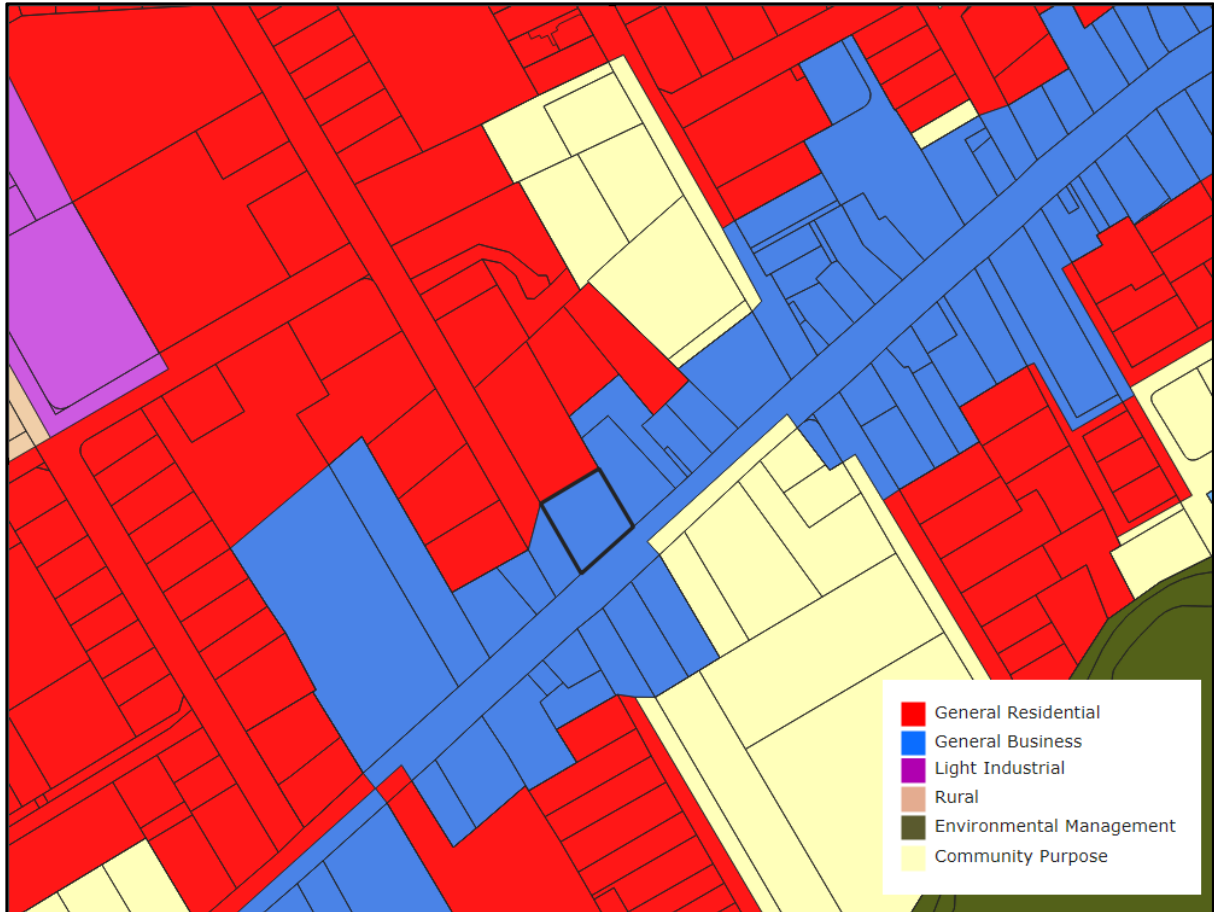 General Residential
General Business
Light Industrial
Rural
Environmental Management
Community Purpose